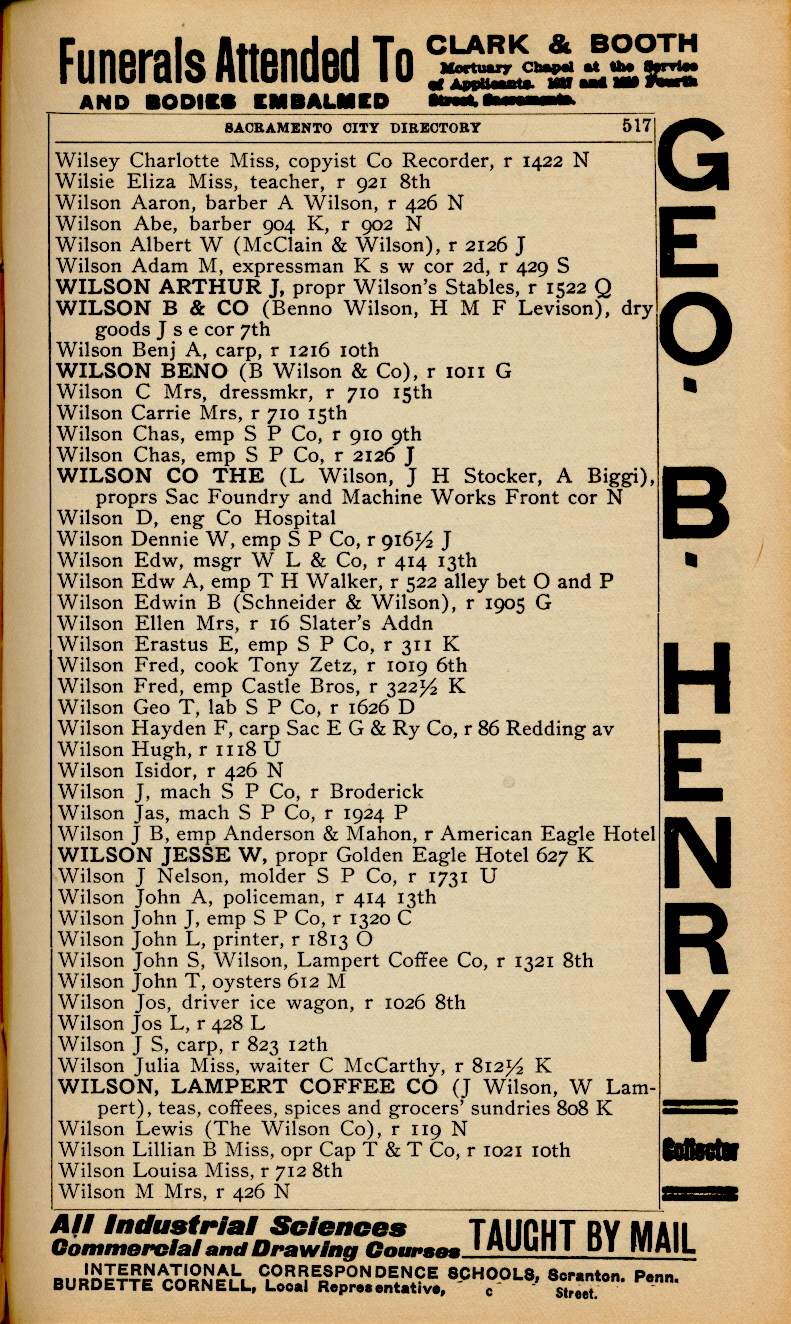 Funerals Attended To
AND BODIES EMBALMED
CLARK & BOOTH
Mortuary Chapel at the Service
of Applicants. 1017 and 1019 Fourth
Street, Sacramento.
SACRAMENTO CITY DIRECTORY 517
Wilsey Charlotte Miss, copyist Co Recorder, r 1422 N
Wilsie Eliza Miss, teacher, r 921 8th
Wilson Aaron, barber A Wilson, r 426 N
Wilson Abe, barber 904 K, r 902 N
Wilson Albert W (McClain & Wilson), r 2126 J
Wilson Adam M, expressman K s w cor 2d, r 429 S
WILSON ARTHUR J, propr Wilson's Stables, r 1522 Q
WILSON B & CO (Benno Wilson, H M F Levison), dry
goods J s e cor 7th
Wilson Benj A, carp, r 1216 10th
WILSON BENO (B Wilson & Co), r 1011 G
Wilson C Mrs, dressmkr, r 710 15th
Wilson Carrie Mrs, r 710 15th
Wilson Chas, emp S P Co, r 910 9th
Wilson Chas, emp S P Co, r 2126 J
WILSON CO THE (L Wilson, J H Stocker, A Biggi),
proprs Sac Foundry and Machine Works Front cor N
Wilson D, eng Co Hospital
Wilson Dennie W, emp S P Co, r 916½ J
Wilson Edw, msgr W L & Co, r 414 13th
Wilson Edw A, emp T H Walker, r 522 alley bet O and P
Wilson Edwin B (Schneider & Wilson), r 1905 G
Wilson Ellen Mrs, r 16 Slater's Addn
Wilson Erastus E, emp S P Co, r 311 K
Wilson Fred, cook Tony Zetz, r 1019 6th
Wilson Fred, emp Castle Bros, r 322½ K
Wilson Geo T, lab S P Co, r 1626 D
Wilson Hayden F, carp Sac E G & Ry Co, r 86 Redding av
Wilson Hugh, r 1118 U
Wilson Isidor, r 426 N
Wilson J, mach S P Co, r Broderick
Wilson Jas, mach S P Co, r 1924 P
Wilson J B, emp Anderson & Mahon, r American Eagle Hotel
WILSON JESSE W, propr Golden Eagle Hotel 627 K
Wilson J Nelson, molder S P Co, r 1731 U
Wilson John A, policeman, r 414 13th
Wilson John J, emp S P Co, r 1320 C
Wilson John L, printer, r 1813 O
Wilson John S, Wilson, Lampert Coffee Co, r 1321 8th
Wilson John T, oysters 612 M
Wilson Jos, driver ice wagon, r 1026 8th
Wilson Jos L, r 428 L
Wilson J S, carp, r 823 12th
Wilson Julia Miss, waiter C McCarthy, r 812½ K
WILSON, LAMPERT COFFEE CO (J Wilson, W Lam-
pert), teas, coffees, spices and grocers' sundries 808 K
Wilson Lewis (The Wilson Co), r 119 N
Wilson Lillian B Miss, opr Cap T & T Co, r 1021 10th
Wilson Louisa Miss, r 712 8th
Wilson M Mrs, r 426 N
GEO. B. HENRY
Collector
All Industrial Sciences
Commercial and Drawing Courses
TAUGHT BY MAIL
INTERNATIONAL CORRESPONDENCE SCHOOLS, Scranton. Penn.
BURDETTE CORNELL, Local Representative, Street.